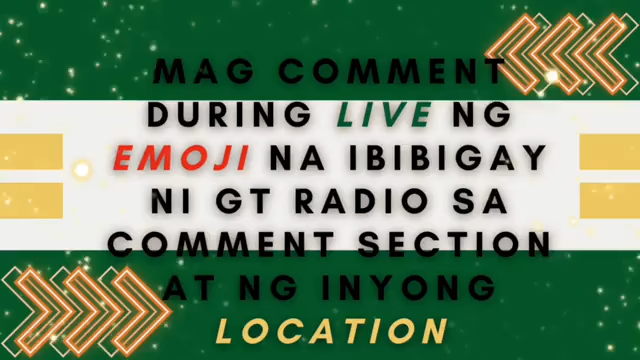 MAG COMMENT
DURING LIVE NG
EMOJI NA IBIBIGAY
NI GT RADIO SA
COMMENT SECTION
AT NG INYONG
LOCATION